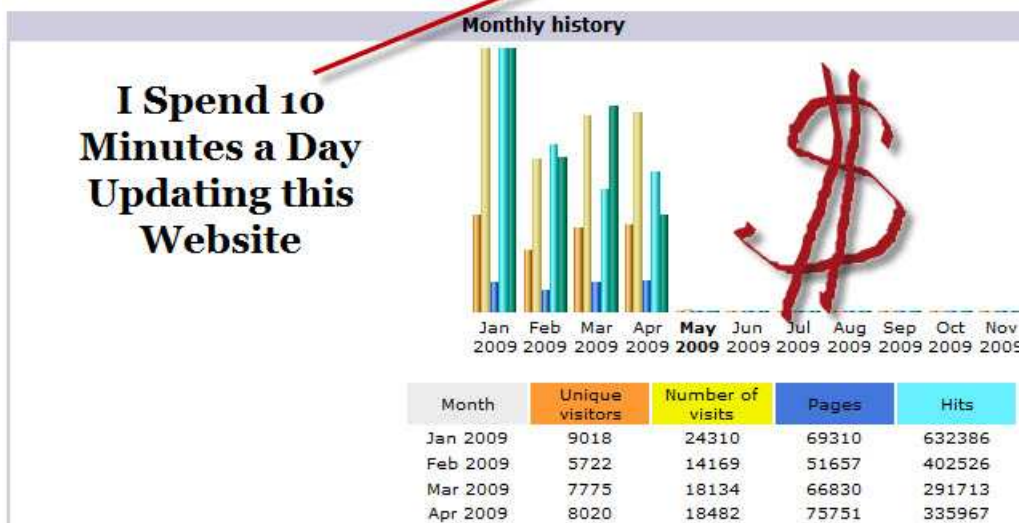 Monthly history
I Spend 10
Minutes a Day
Updating this
Website
$
Jan Feb Mar Apr May Jun Jul Aug Sep Oct Nov
2009 2009 2009 2009 2009 2009 2009 2009 2009 2009 2009
Month Unique visitors Number of visits Pages Hits
Jan 2009 9018 24310 69310 632386
Feb 2009 5722 14169 51657 402526
Mar 2009 7775 18134 66830 291713
Apr 2009 8020 18482 75751 335967